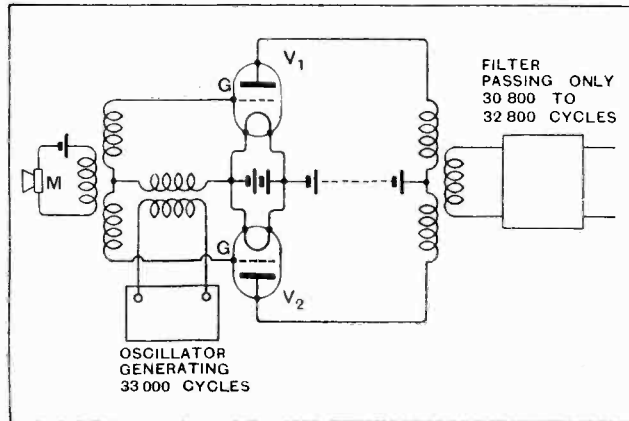 V1
G
FILTER
PASSING ONLY
30 800 TO
32 800 CYCLES
M
G
V2
OSCILLATOR
GENERATING
33 000 CYCLES